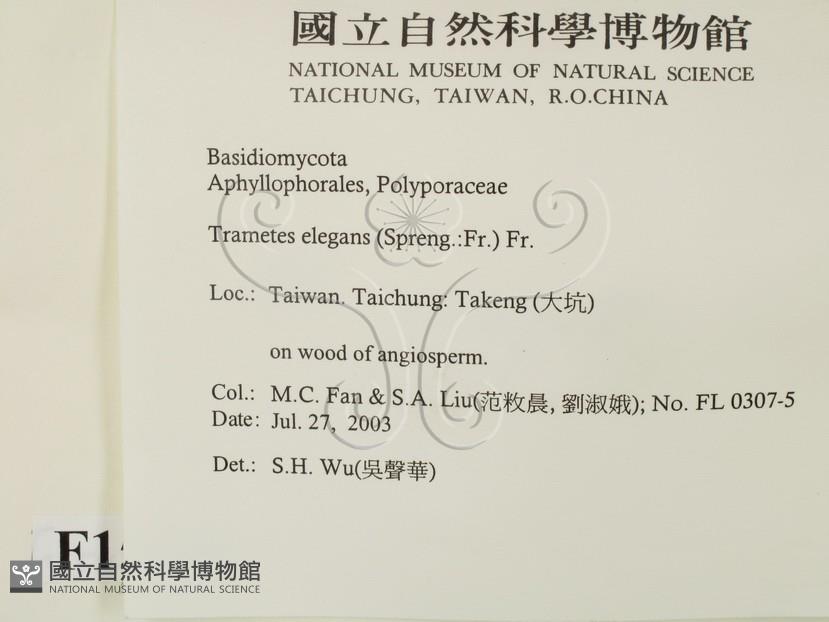 國立自然科學博物館
NATIONAL MUSEUM OF NATURAL SCIENCE
TAICHUNG, TAIWAN, R.O.CHINA
Basidiomycota
Aphyllophorales, Polyporaceae
Trametes elegans (Spreng.:Fr.) Fr.
Loc.: Taiwan. Taichung: Takeng (大坑)
on wood of angiosperm.
Col.: M.C. Fan & S.A. Liu(范敉晨, 劉淑娥); No. FL 0307-5
Date: Jul. 27, 2003
Det.: S.H. Wu(吳聲華)
F1
國立自然科學博物館
NATIONAL MUSEUM OF NATURAL SCIENCE